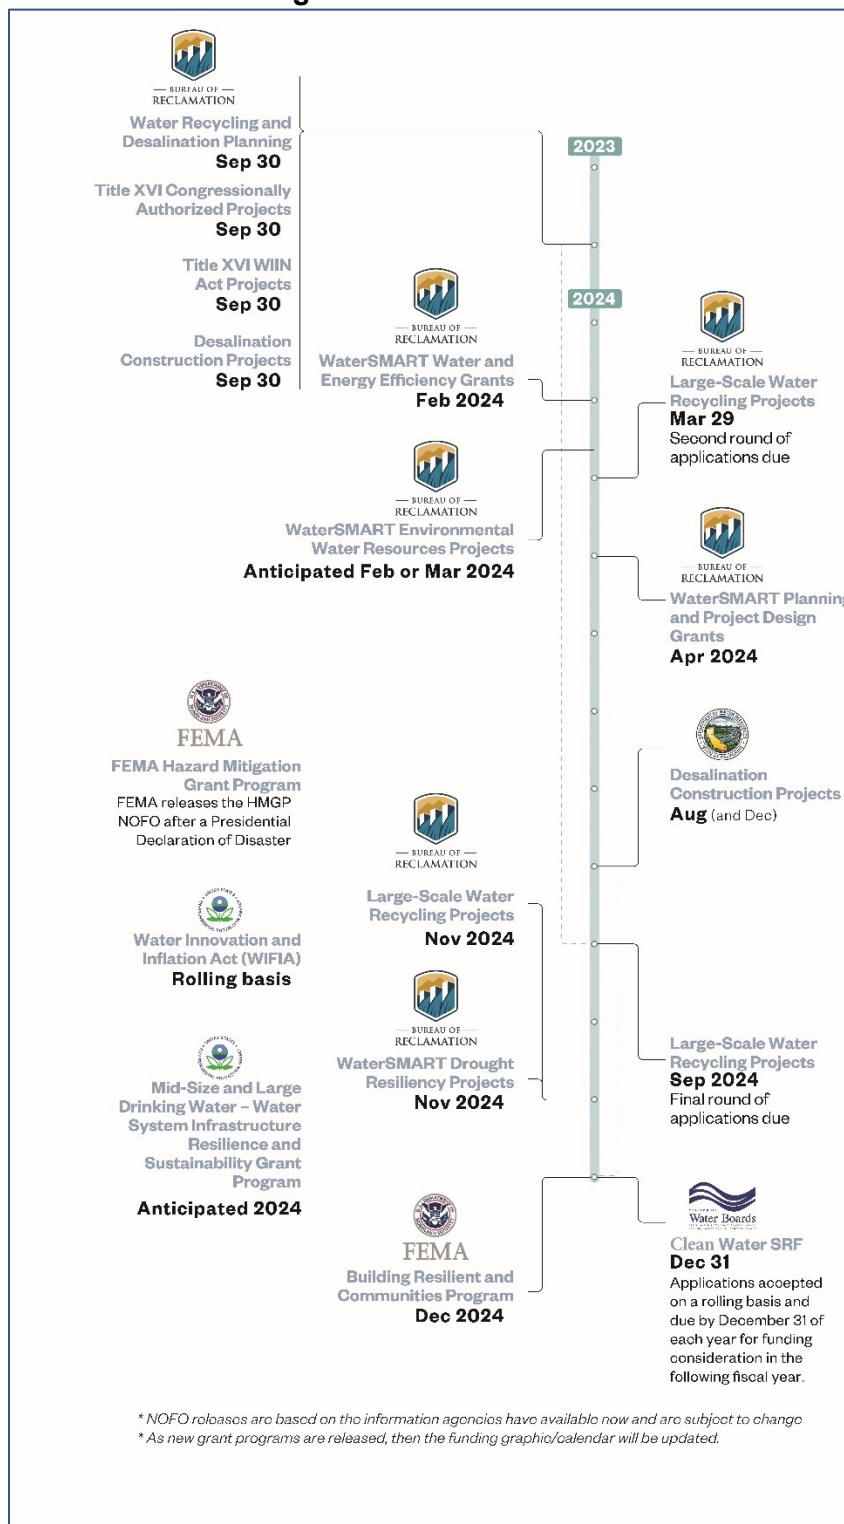 BUREAU OF
RECLAMATION
Water Recycling and
Desalination Planning
Sep 30
Title XVI Congressionally
Authorized Projects
Sep 30
Title XVI WIIN
Act Projects
Sep 30
Desalination
Construction Projects
Sep 30
2023
2024
BUREAU OF
RECLAMATION
WaterSMART Water and
Energy Efficiency Grants
Feb 2024
BUREAU OF
RECLAMATION
Large-Scale Water
Recycling Projects
Mar 29
Second round of
applications due
BUREAU OF
RECLAMATION
WaterSMART Environmental
Water Resources Projects
Anticipated Feb or Mar 2024
BUREAU OF
RECLAMATION
WaterSMART Planning
and Project Design
Grants
Apr 2024
FEMA
FEMA Hazard Mitigation
Grant Program
FEMA releases the HMGP
NOFO after a Presidential
Declaration of Disaster
Desalination
Construction Projects
Aug (and Dec)
BUREAU OF
RECLAMATION
Large-Scale Water
Recycling Projects
Nov 2024
Water Innovation and
Inflation Act (WIFIA)
Rolling basis
BUREAU OF
RECLAMATION
WaterSMART Drought
Resiliency Projects
Nov 2024
Large-Scale Water
Recycling Projects
Sep 2024
Final round of
applications due
Mid-Size and Large
Drinking Water – Water
System Infrastructure
Resilience and
Sustainability Grant
Program
Anticipated 2024
FEMA
Building Resilient and
Communities Program
Dec 2024
Water Boards
Clean Water SRF
Dec 31
Applications accepted
on a rolling basis and
due by December 31 of
each year for funding
consideration in the
following fiscal year.
* NOFO releases are based on the information agencies have available now and are subject to change
* As new grant programs are released, then the funding graphic/calendar will be updated.